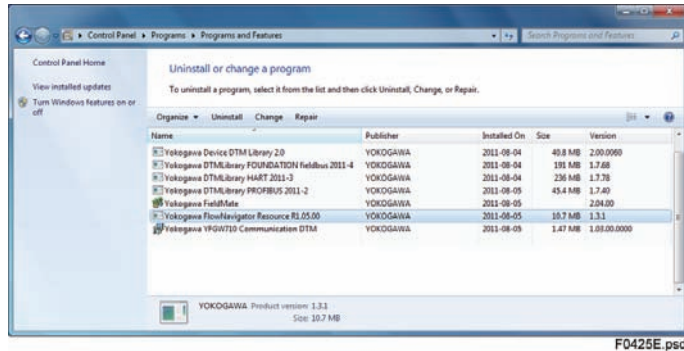 Control Panel ▸ Programs ▸ Programs and Features
Search Programs and Features
Control Panel Home
View installed updates
Turn Windows features on or off
Uninstall or change a program
To uninstall a program, select it from the list and then click Uninstall, Change, or Repair.
Organize Uninstall Change Repair
Name Publisher Installed On Size Version
Yokogawa Device DTM Library 2.0 YOKOGAWA 2011-08-04 40.8 MB 2.00.0060
Yokogawa DTMLibrary FOUNDATION fieldbus 2011-4 YOKOGAWA 2011-08-04 191 MB 1.7.68
Yokogawa DTMLibrary HART 2011-3 YOKOGAWA 2011-08-04 236 MB 1.7.78
Yokogawa DTMLibrary PROFIBUS 2011-2 YOKOGAWA 2011-08-05 45.4 MB 1.7.40
Yokogawa FieldMate YOKOGAWA 2011-08-05 2.04.00
Yokogawa FlowNavigator Resource R1.05.00 YOKOGAWA 2011-08-05 10.7 MB 1.3.1
Yokogawa YFGW710 Communication DTM YOKOGAWA 2011-08-05 1.47 MB 1.03.00.0000
YOKOGAWA Product version: 1.3.1
Size: 10.7 MB
F0425E.psd